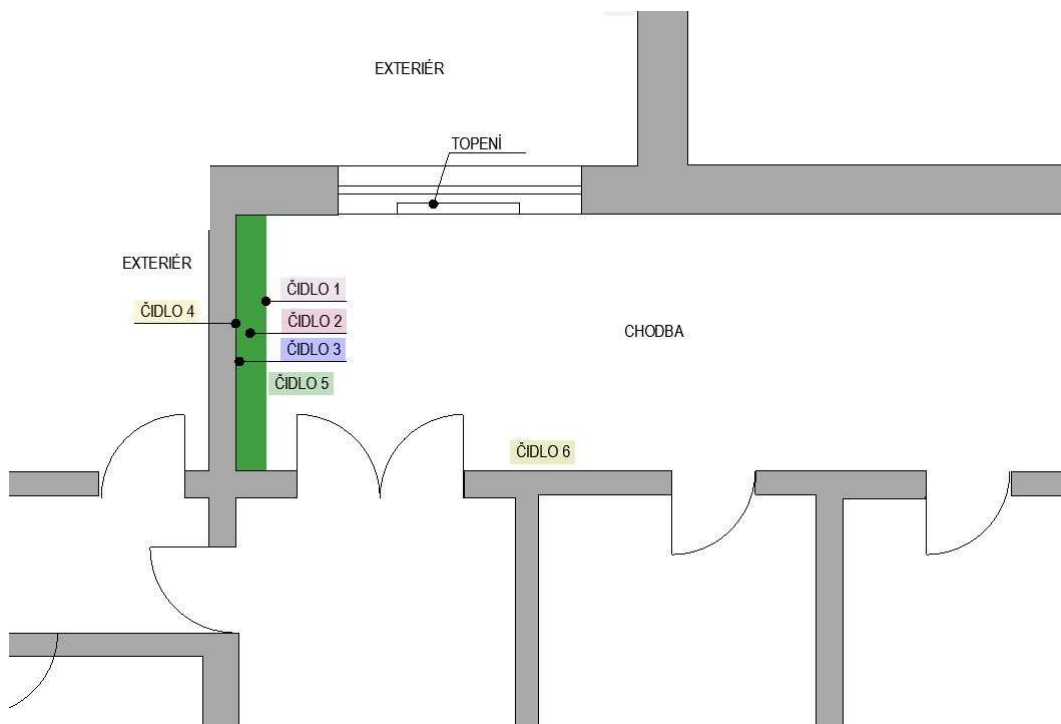 EXTERIÉR
TOPENÍ
EXTERIÉR
ČIDLO 1
ČIDLO 4
ČIDLO 2
CHODBA
ČIDLO 3
ČIDLO 5
ČIDLO 6